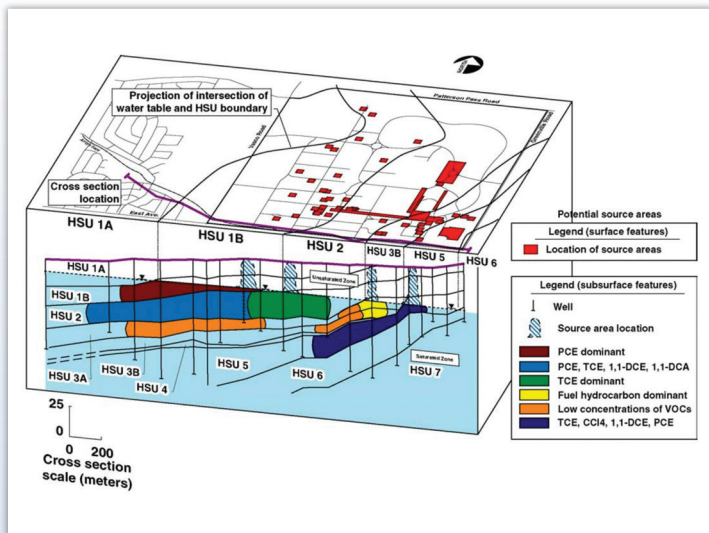 NORTH
Patterson Pass Road
Greenville Road
Vasco Road
East Ave.
Projection of intersection of
water table and HSU boundary
Cross section
location
HSU 1A
HSU 1B
HSU 2
HSU 3B
HSU 5
HSU 6
HSU 1A
Unsaturated Zone
HSU 1B
HSU 2
HSU 3A
HSU 3B
HSU 4
HSU 5
HSU 6
HSU 7
Saturated Zone
25
0
0 200
Cross section
scale (meters)
Potential source areas
Legend (surface features)
Location of source areas
Legend (subsurface features)
Well
Source area location
PCE dominant
PCE, TCE, 1,1-DCE, 1,1-DCA
TCE dominant
Fuel hydrocarbon dominant
Low concentrations of VOCs
TCE, CCl4, 1,1-DCE, PCE